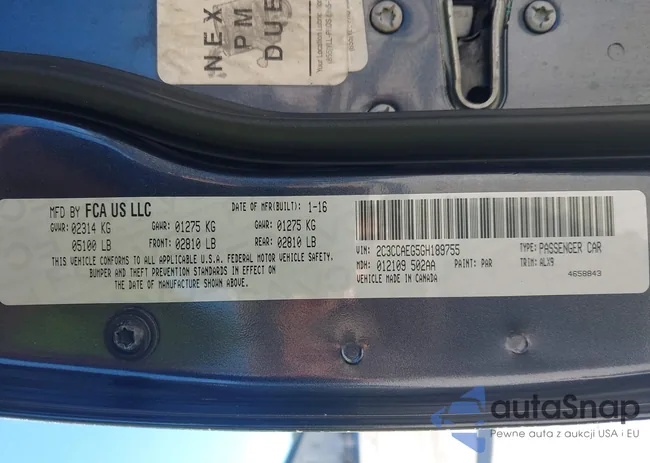 NEX
PM
DUE
MFD BY FCA US LLC
DATE OF MFR(BUILT): 1-16
GVWR: 02314 KG GAWR: 01275 KG GAWR: 01275 KG
05100 LB FRONT: 02810 LB REAR: 02810 LB
THIS VEHICLE CONFORMS TO ALL APPLICABLE U.S.A. FEDERAL MOTOR VEHICLE SAFETY,
BUMPER AND THEFT PREVENTION STANDARDS IN EFFECT ON
THE DATE OF MANUFACTURE SHOWN ABOVE.
VIN: 2C3CCAEG5GH189755 TYPE: PASSENGER CAR
MDH: 012109 502AA PAINT: PAR TRIM: ALX9
VEHICLE MADE IN CANADA 4658843
autoSnap
Pewne auta z aukcji USA i EU